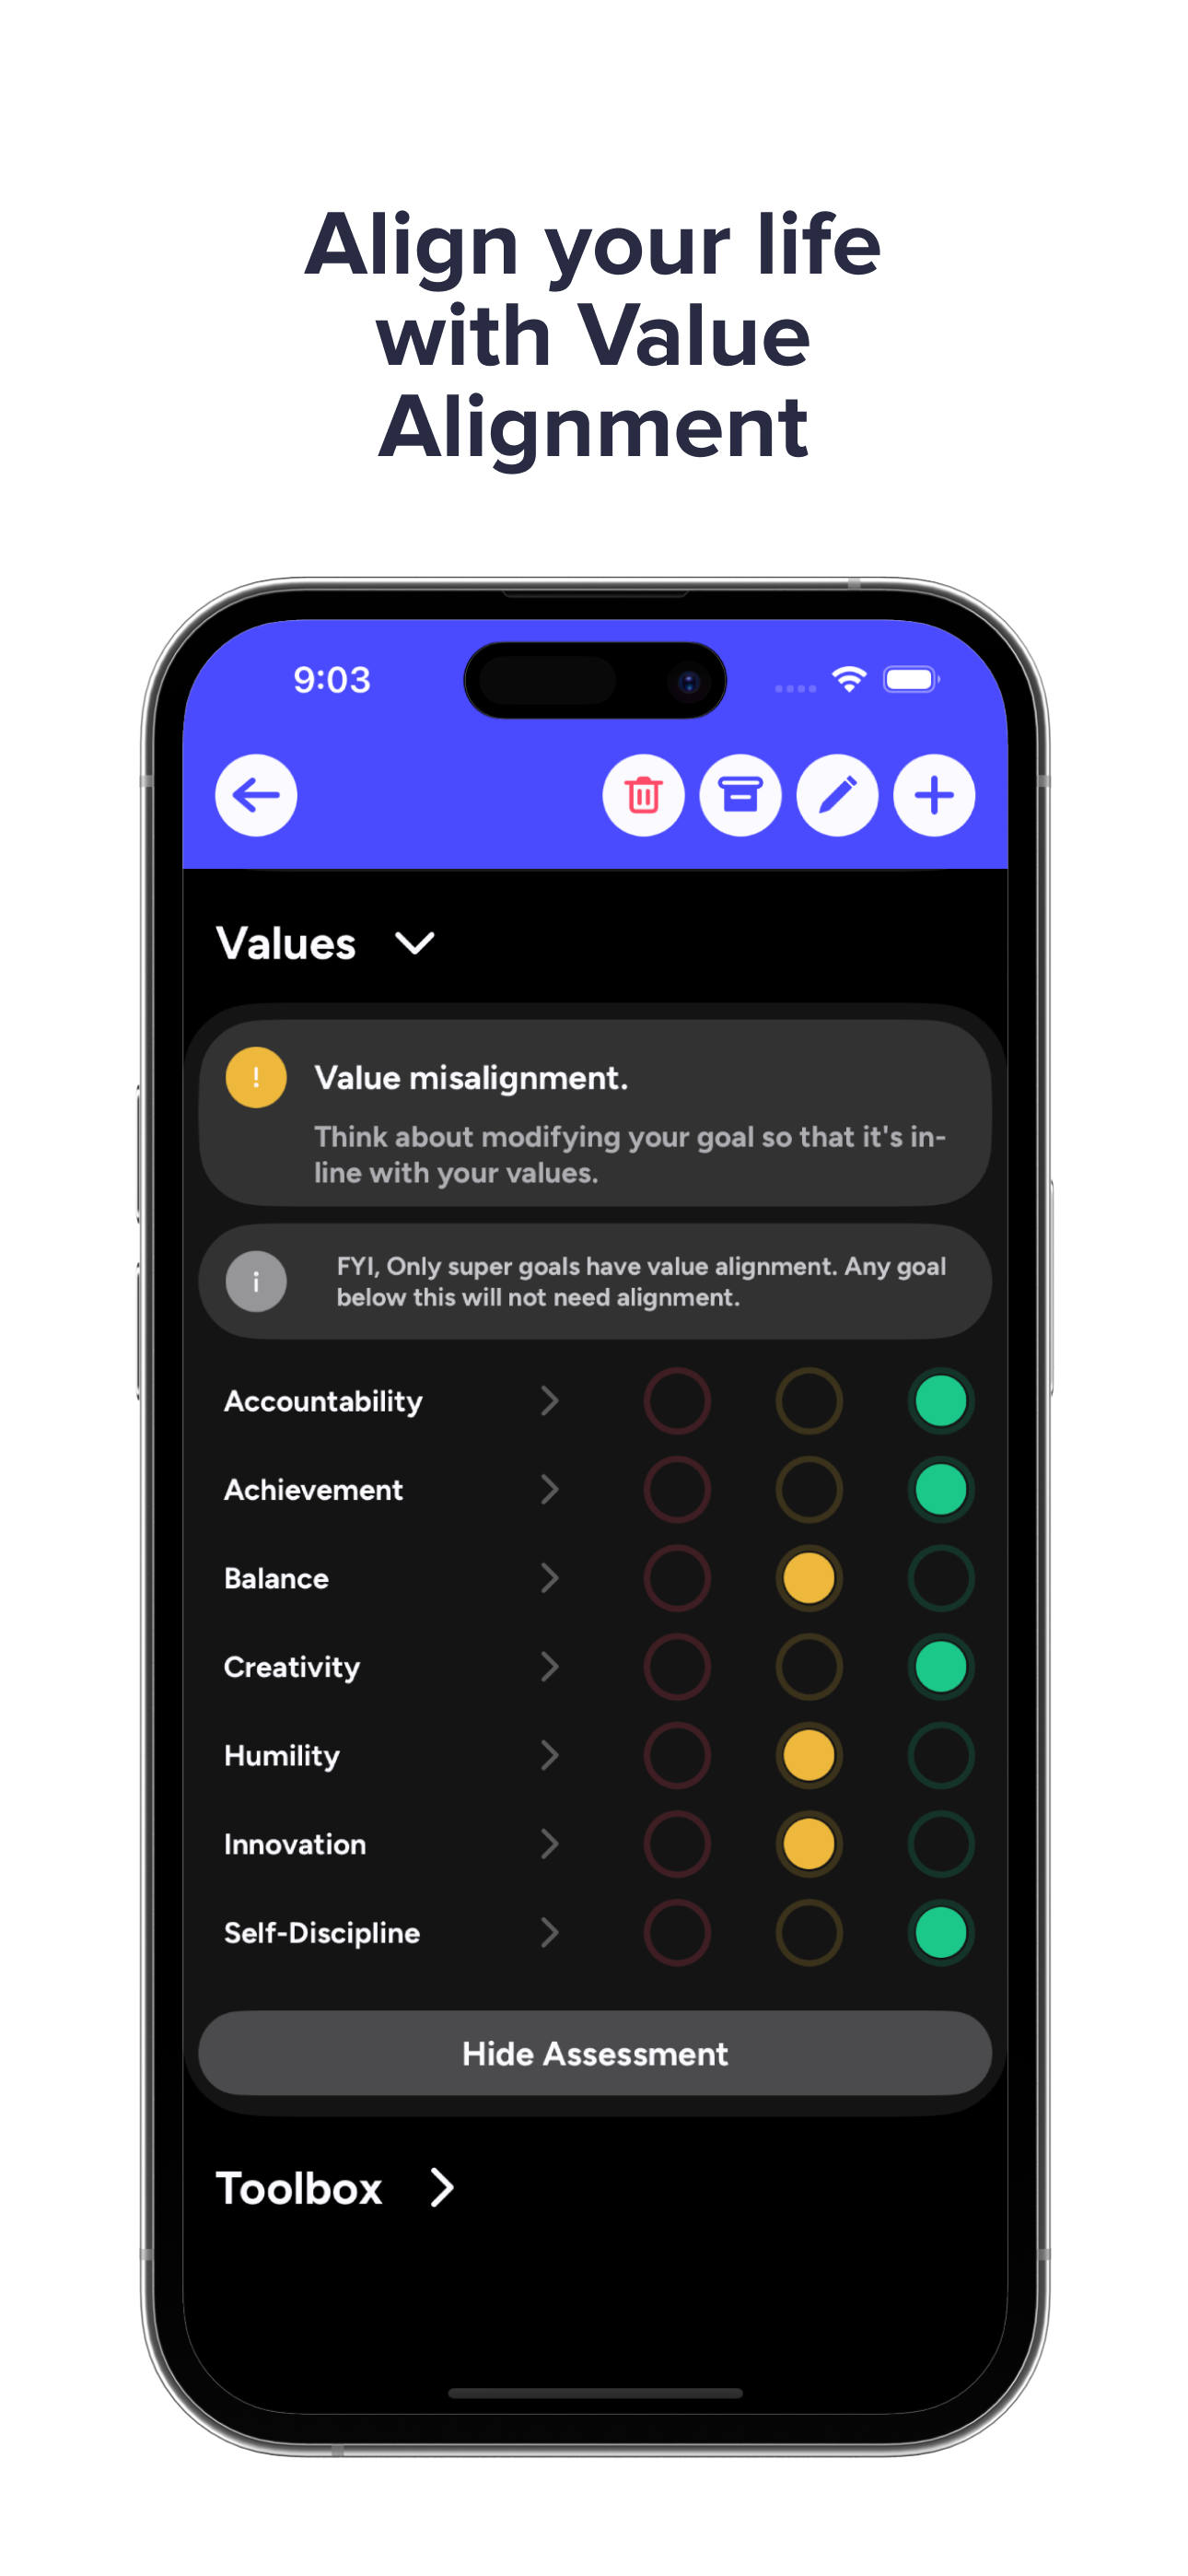 Align your life
with Value
Alignment
9:03
Values
!
Value misalignment.
Think about modifying your goal so that it's in-
line with your values.
i
FYI, Only super goals have value alignment. Any goal
below this will not need alignment.
Accountability
Achievement
Balance
Creativity
Humility
Innovation
Self-Discipline
Hide Assessment
Toolbox